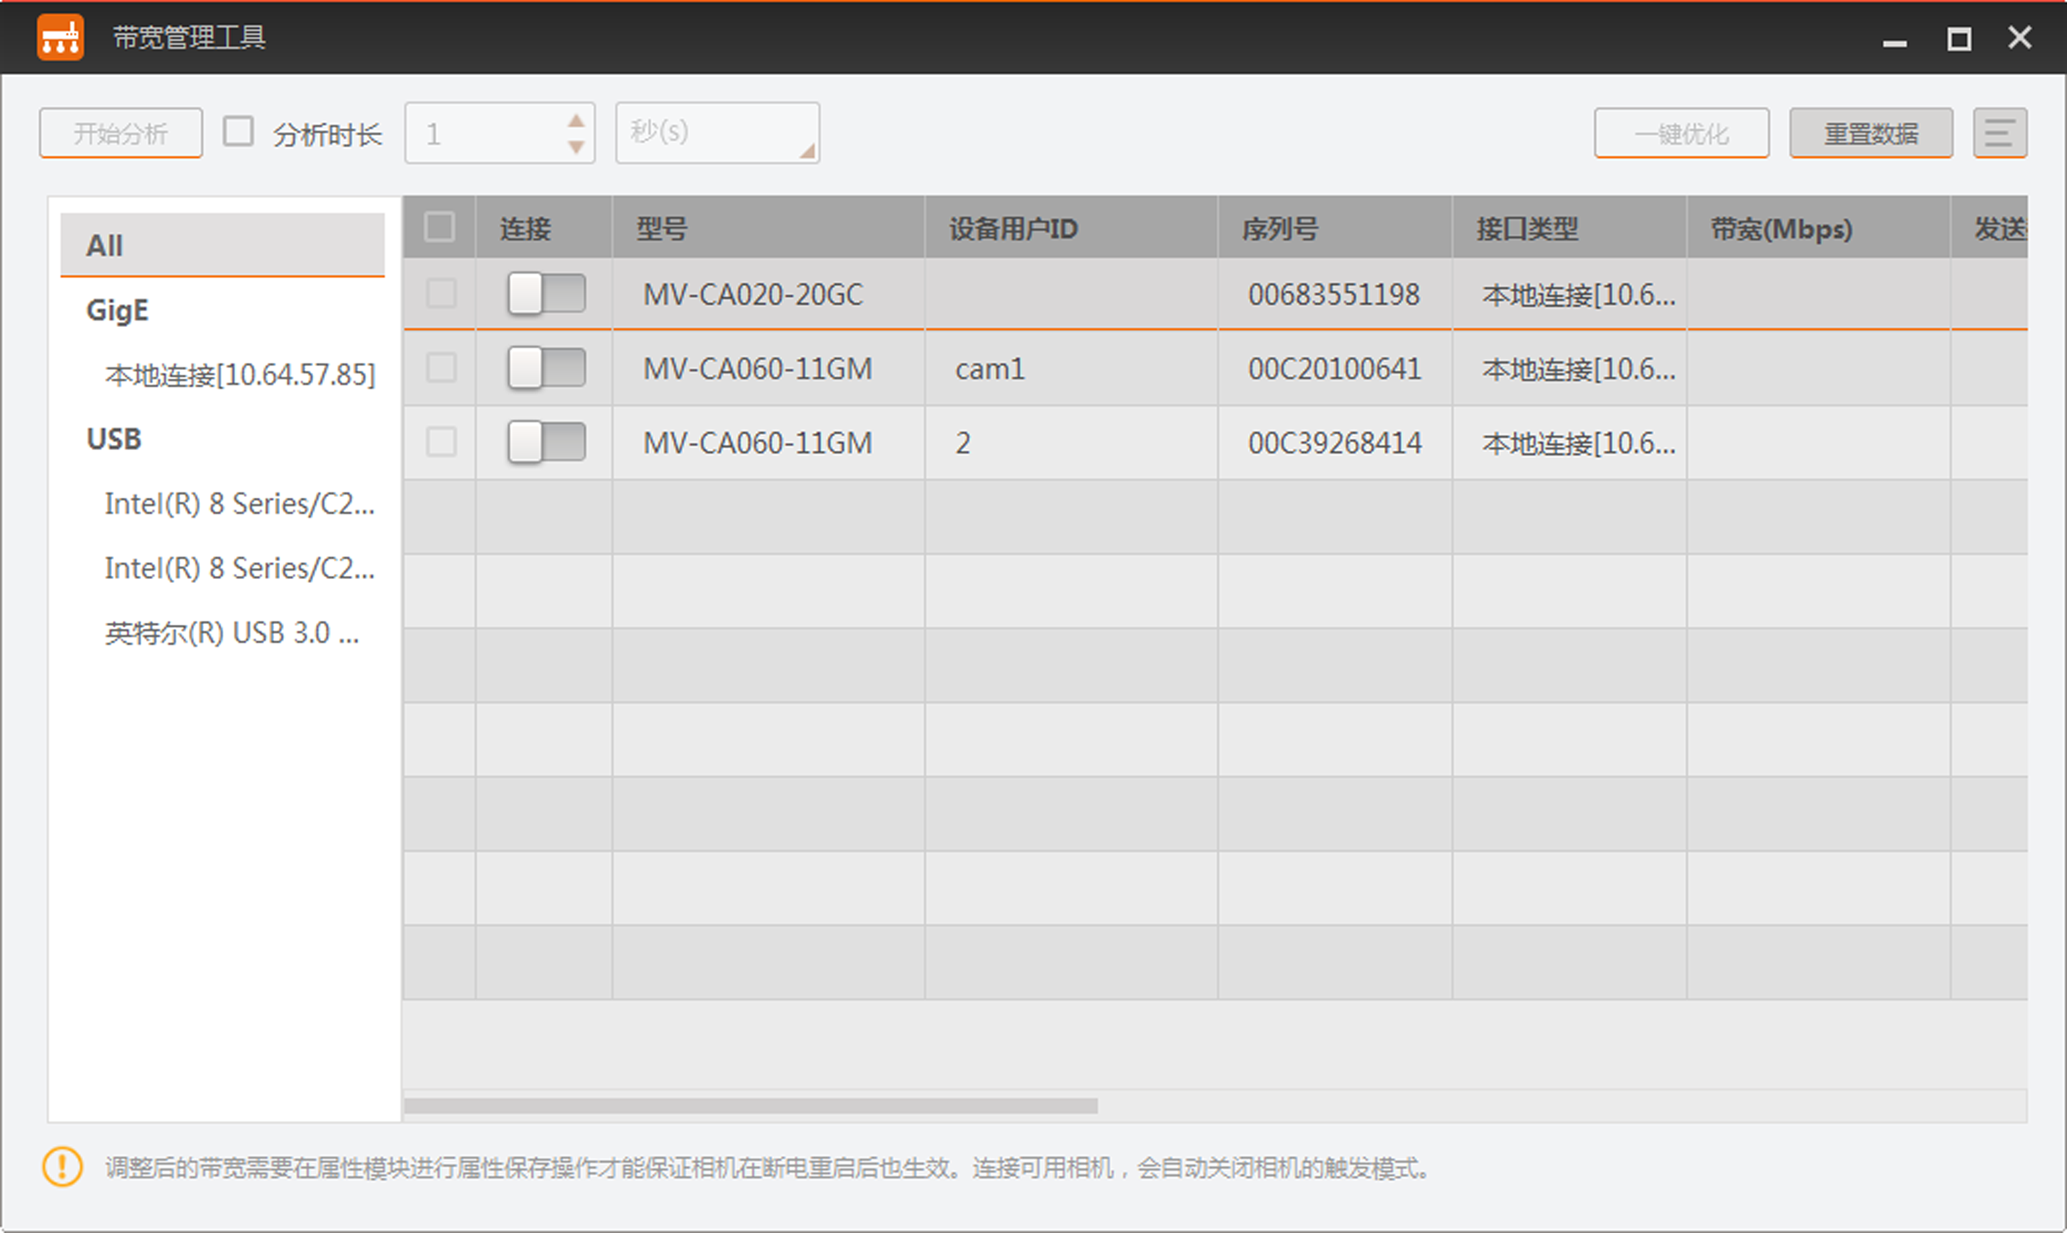 带宽管理工具
开始分析 分析时长 1 秒(s) 一键优化 重置数据
All
GigE
本地连接[10.64.57.85]
USB
Intel(R) 8 Series/C2...
Intel(R) 8 Series/C2...
英特尔(R) USB 3.0 ...
连接 型号 设备用户ID 序列号 接口类型 带宽(Mbps) 发送
MV-CA020-20GC 00683551198 本地连接[10.6...
MV-CA060-11GM cam1 00C20100641 本地连接[10.6...
MV-CA060-11GM 2 00C39268414 本地连接[10.6...
调整后的带宽需要在属性模块进行属性保存操作才能保证相机在断电重启后也生效。连接可用相机，会自动关闭相机的触发模式。